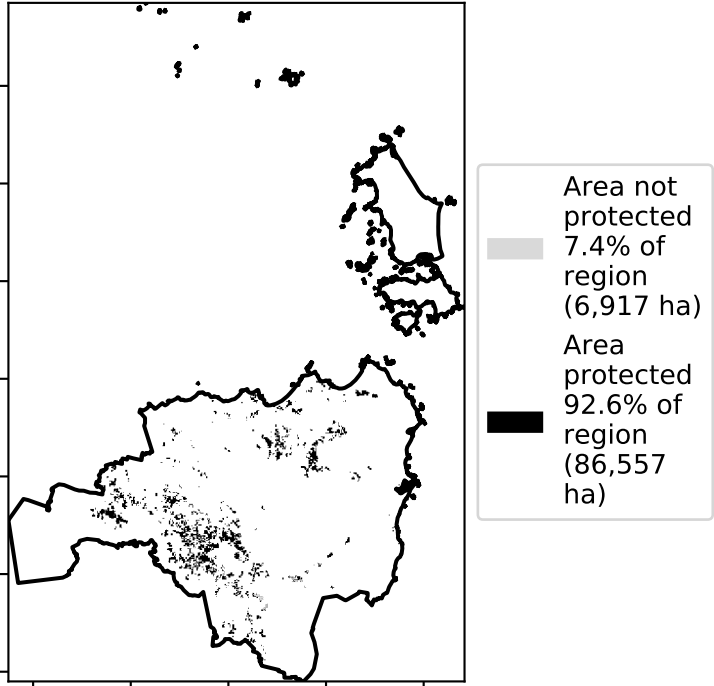 Area not
protected
7.4% of
region
(6,917 ha)
Area
protected
92.6% of
region
(86,557
ha)